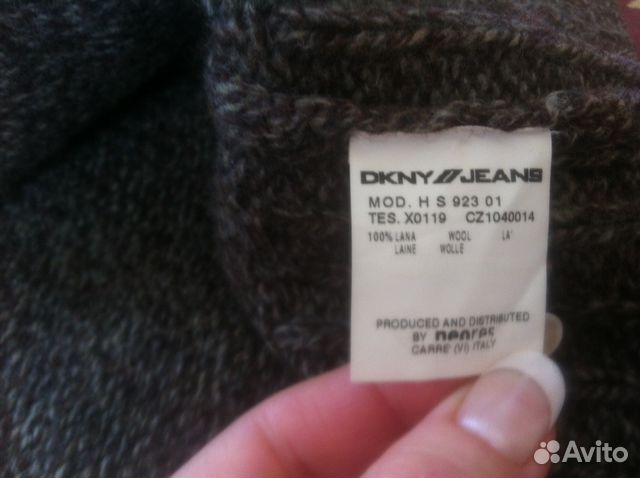 DKNY JEANS
MOD. H S 923 01
TES. X0119 CZ1040014
100% LANA WOOL LA'
LAINE WOLLE
PRODUCED AND DISTRIBUTED
BY
CARRE' (VI) ITALY
Avito